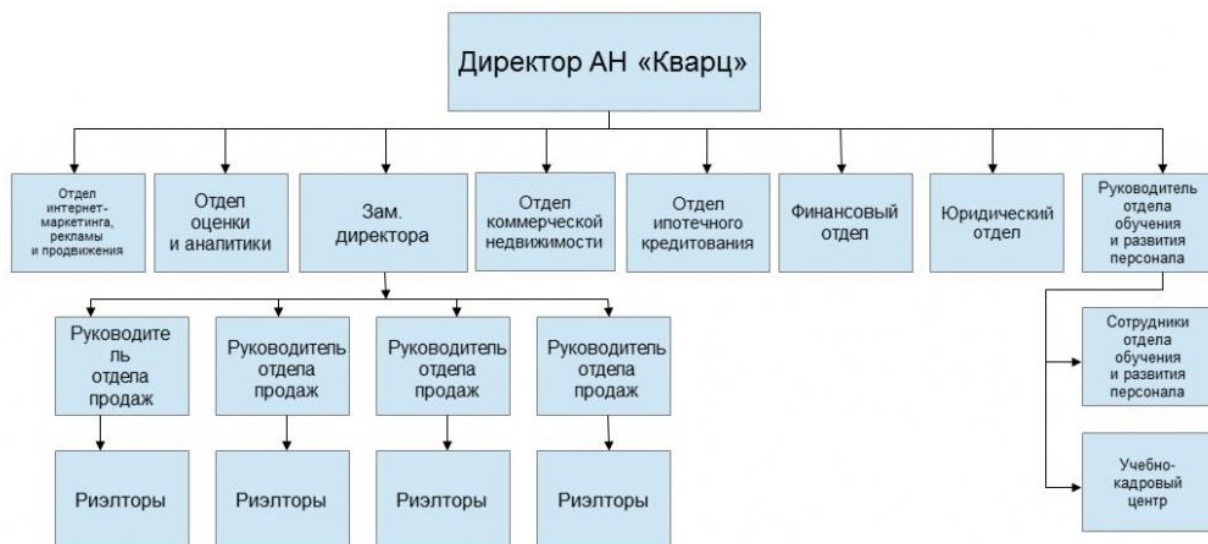 Директор АН «Кварц»
Отдел
интернет-
маркетинга,
рекламы
и продвижения
Отдел
оценки
и аналитики
Зам.
директора
Отдел
коммерческой
недвижимости
Отдел
ипотечного
кредитования
Финансовый
отдел
Юридический
отдел
Руководитель
отдела
обучения
и развития
персонала
Руководите
ль
отдела
продаж
Руководитель
отдела
продаж
Руководитель
отдела
продаж
Руководитель
отдела
продаж
Сотрудники
отдела
обучения
и развития
персонала
Риэлторы
Риэлторы
Риэлторы
Риэлторы
Учебно-
кадровый
центр